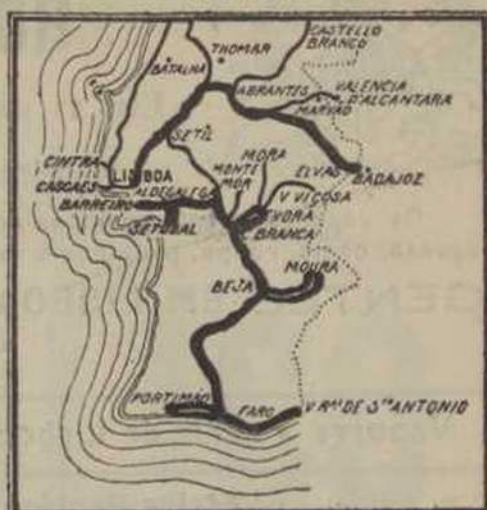 CASTELLO
BRANCO
THOMAR
BATALHA
ABRANTES
VALENCIA
D'ALCANTARA
MARVÃO
SETIL
MORA
CINTRA
LISBOA
MONTE
MOR
ELVAS
BADAJOZ
CASCAES
ALDEGALEGA
V VIÇOSA
BARREIRO
EVORA
SETUBAL
BRANCA
MOURA
BEJA
PORTIMÃO
FARO
V Rᴬᴸ DE Sᵀᴼ ANTONIO